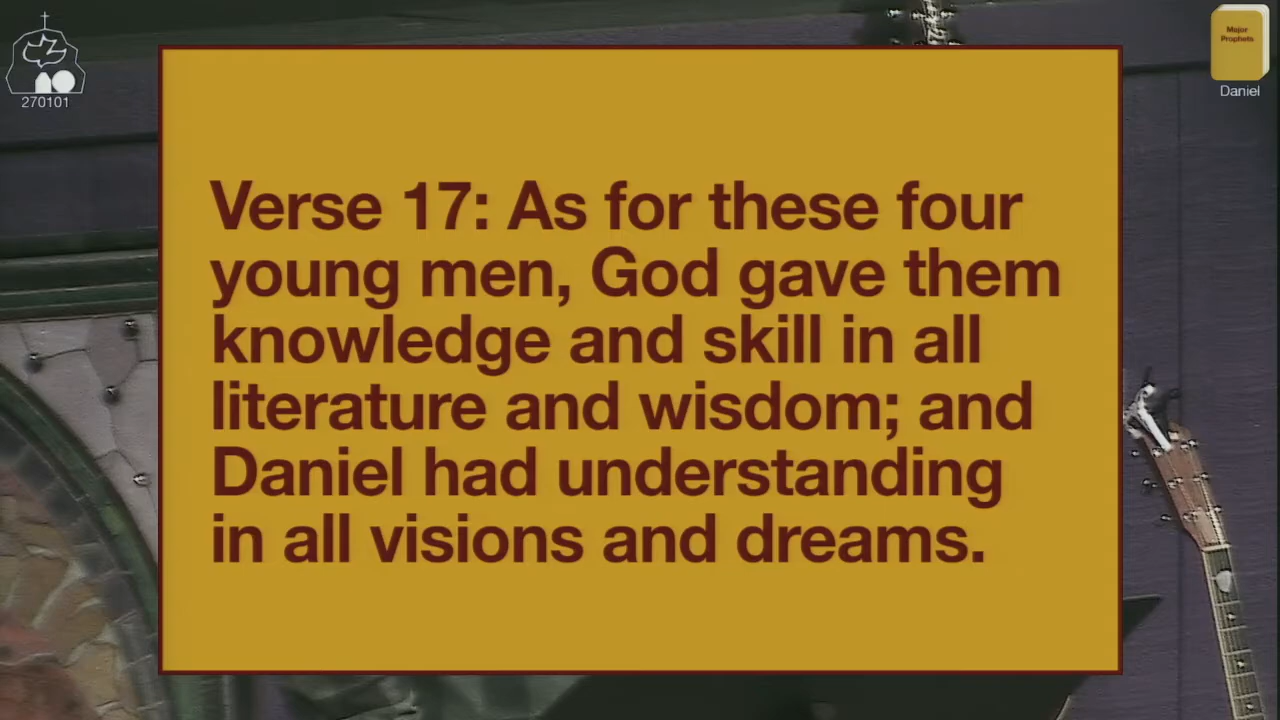 270101
Major
Prophets
Daniel
Verse 17: As for these four
young men, God gave them
knowledge and skill in all
literature and wisdom; and
Daniel had understanding
in all visions and dreams.